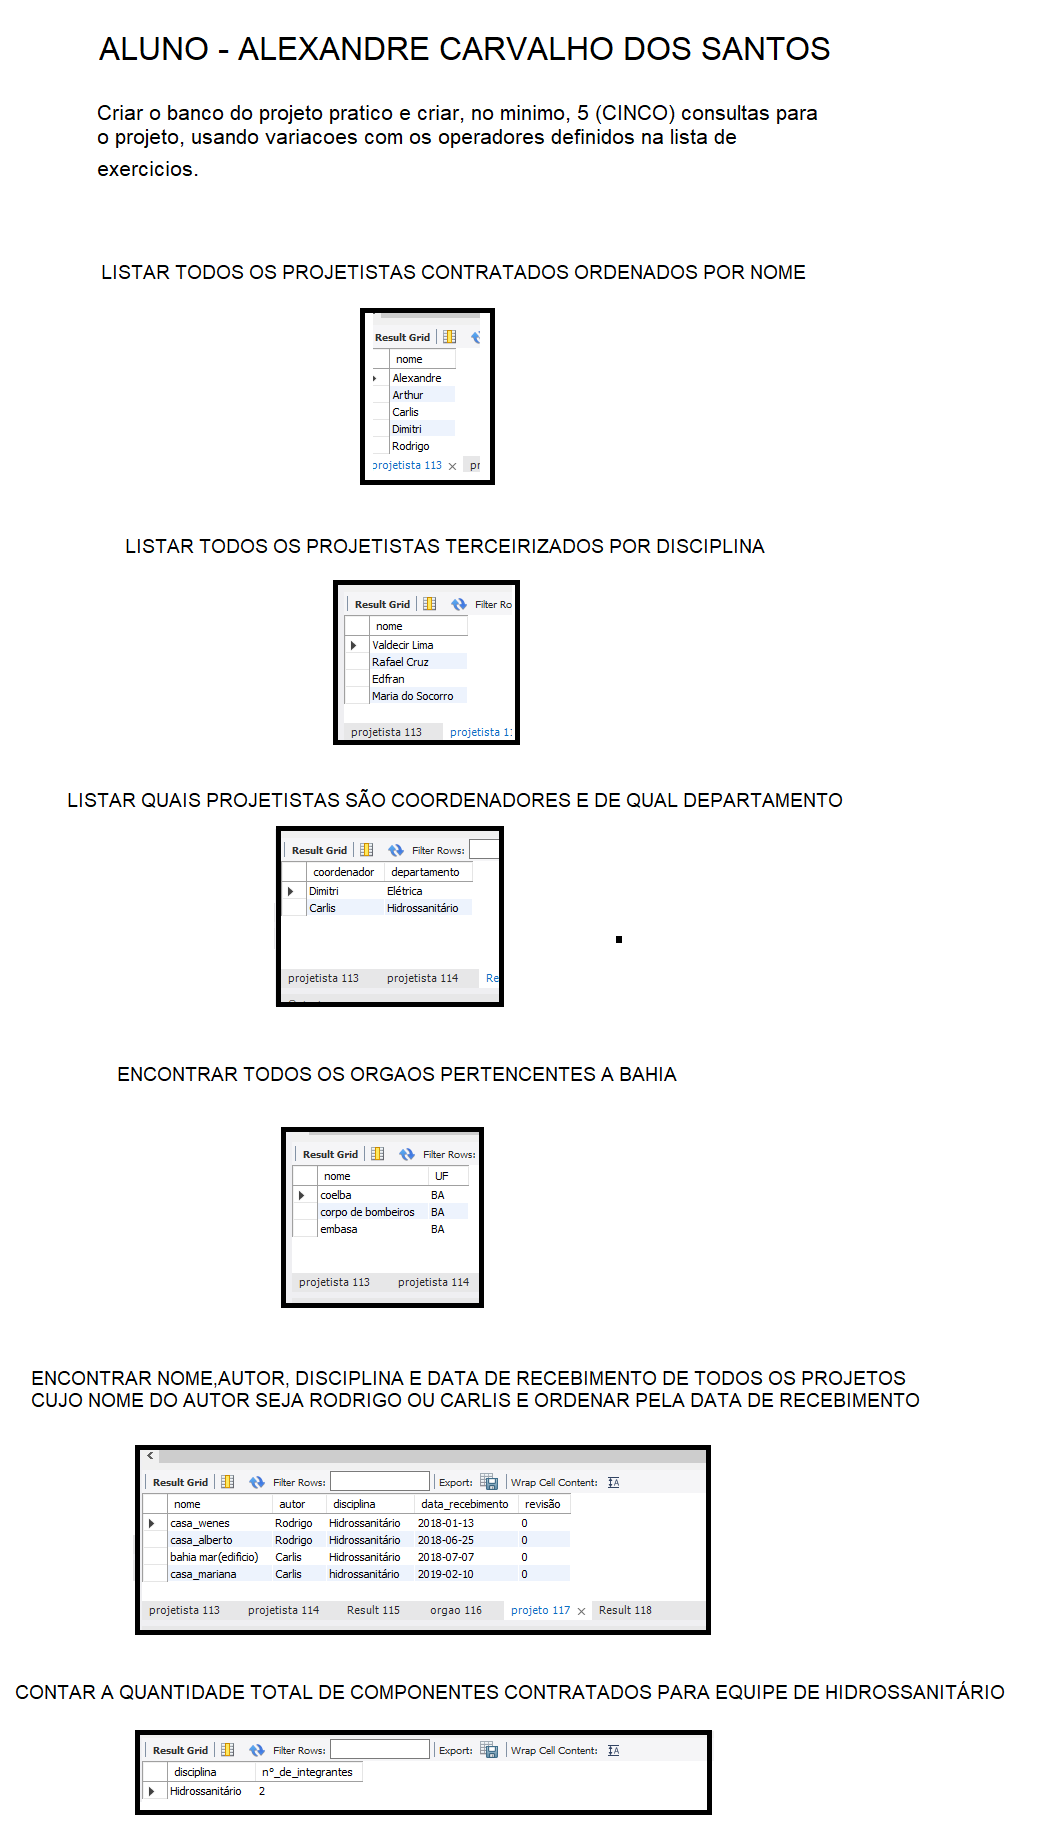 ALUNO - ALEXANDRE CARVALHO DOS SANTOS
Criar o banco do projeto pratico e criar, no minimo, 5 (CINCO) consultas para
o projeto, usando variacoes com os operadores definidos na lista de
exercicios.
LISTAR TODOS OS PROJETISTAS CONTRATADOS ORDENADOS POR NOME
Result Grid
nome
Alexandre
Arthur
Carlis
Dimitri
Rodrigo
projetista 113 × pr
LISTAR TODOS OS PROJETISTAS TERCEIRIZADOS POR DISCIPLINA
Result Grid Filter Ro
nome
Valdecir Lima
Rafael Cruz
Edfran
Maria do Socorro
projetista 113 projetista 11
LISTAR QUAIS PROJETISTAS SÃO COORDENADORES E DE QUAL DEPARTAMENTO
Result Grid Filter Rows:
coordenador departamento
Dimitri Elétrica
Carlis Hidrossanitário
projetista 113 projetista 114 Re
ENCONTRAR TODOS OS ORGAOS PERTENCENTES A BAHIA
Result Grid Filter Rows:
nome UF
coelba BA
corpo de bombeiros BA
embasa BA
projetista 113 projetista 114
ENCONTRAR NOME,AUTOR, DISCIPLINA E DATA DE RECEBIMENTO DE TODOS OS PROJETOS
CUJO NOME DO AUTOR SEJA RODRIGO OU CARLIS E ORDENAR PELA DATA DE RECEBIMENTO
Result Grid Filter Rows: Export: Wrap Cell Content:
nome autor disciplina data_recebimento revisão
casa_wenes Rodrigo Hidrossanitário 2018-01-13 0
casa_alberto Rodrigo Hidrossanitário 2018-06-25 0
bahia mar(edificio) Carlis Hidrossanitário 2018-07-07 0
casa_mariana Carlis hidrossanitário 2019-02-10 0
projetista 113 projetista 114 Result 115 orgao 116 projeto 117 × Result 118
CONTAR A QUANTIDADE TOTAL DE COMPONENTES CONTRATADOS PARA EQUIPE DE HIDROSSANITÁRIO
Result Grid Filter Rows: Export: Wrap Cell Content:
disciplina n°_de_integrantes
Hidrossanitário 2